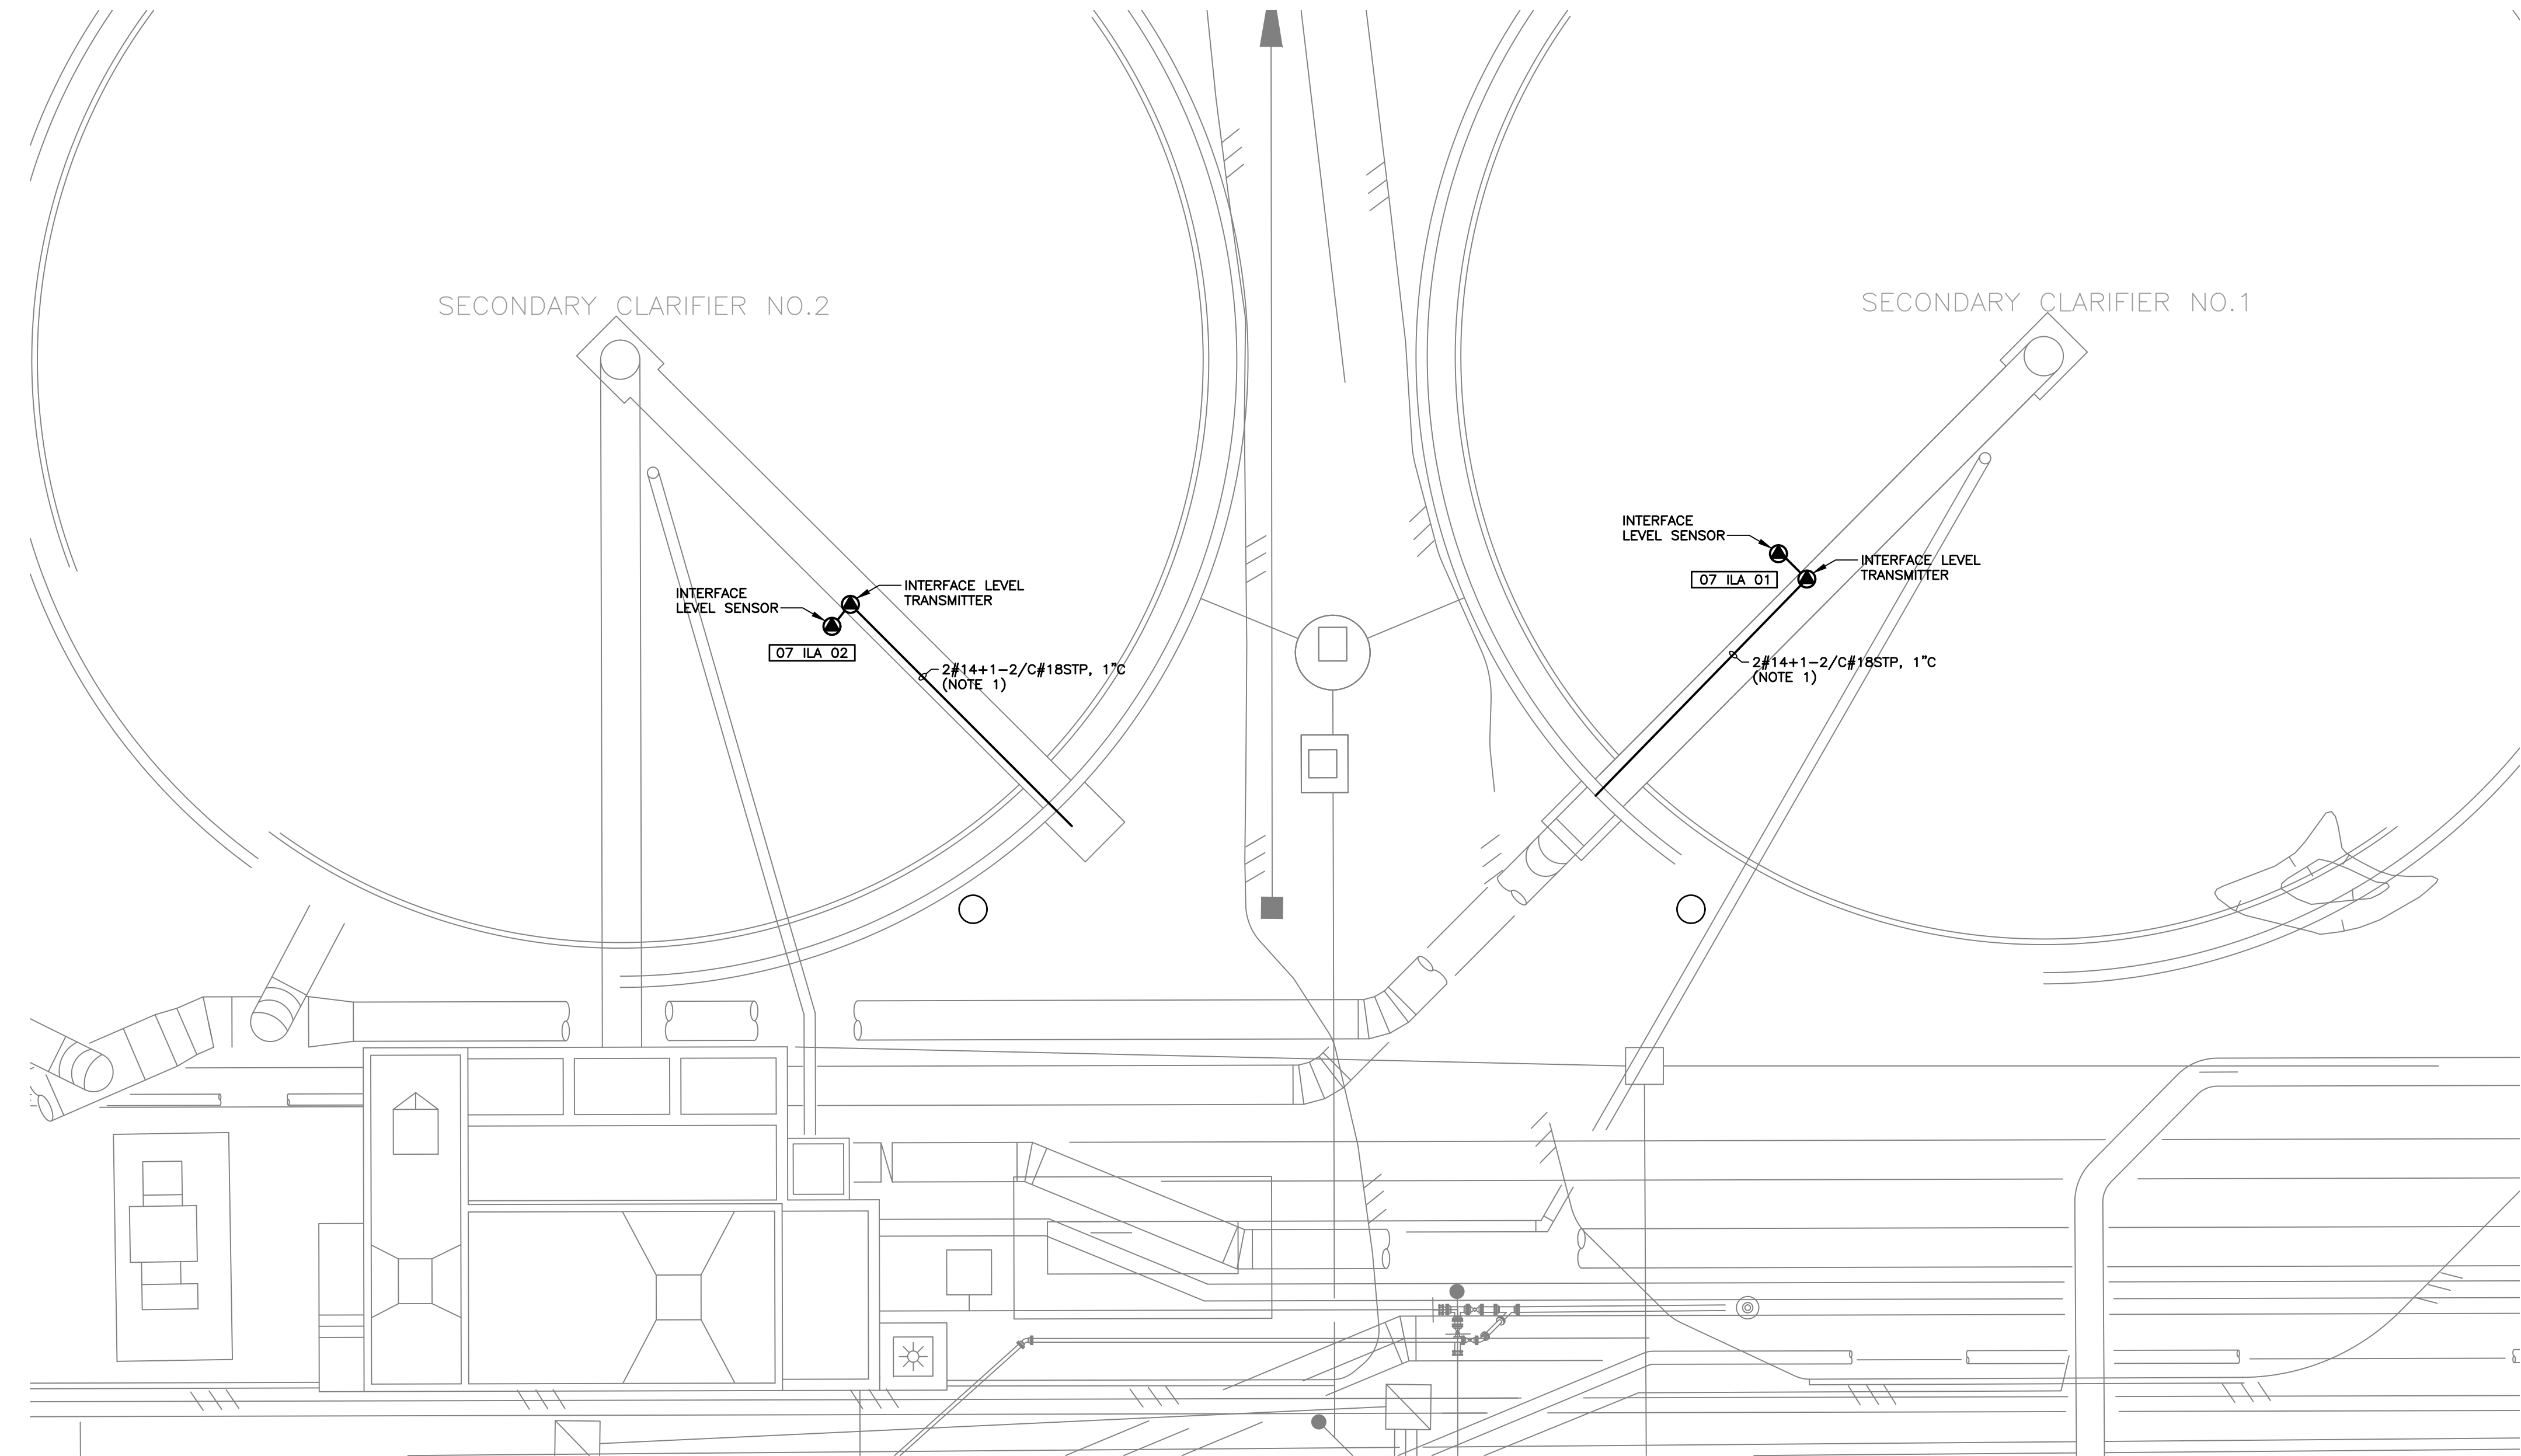 SECONDARY CLARIFIER NO.2
SECONDARY CLARIFIER NO.1
INTERFACE
LEVEL SENSOR
INTERFACE LEVEL
TRANSMITTER
07 ILA 02
2#14+1-2/C#18STP, 1"C
(NOTE 1)
INTERFACE
LEVEL SENSOR
INTERFACE LEVEL
TRANSMITTER
07 ILA 01
2#14+1-2/C#18STP, 1"C
(NOTE 1)